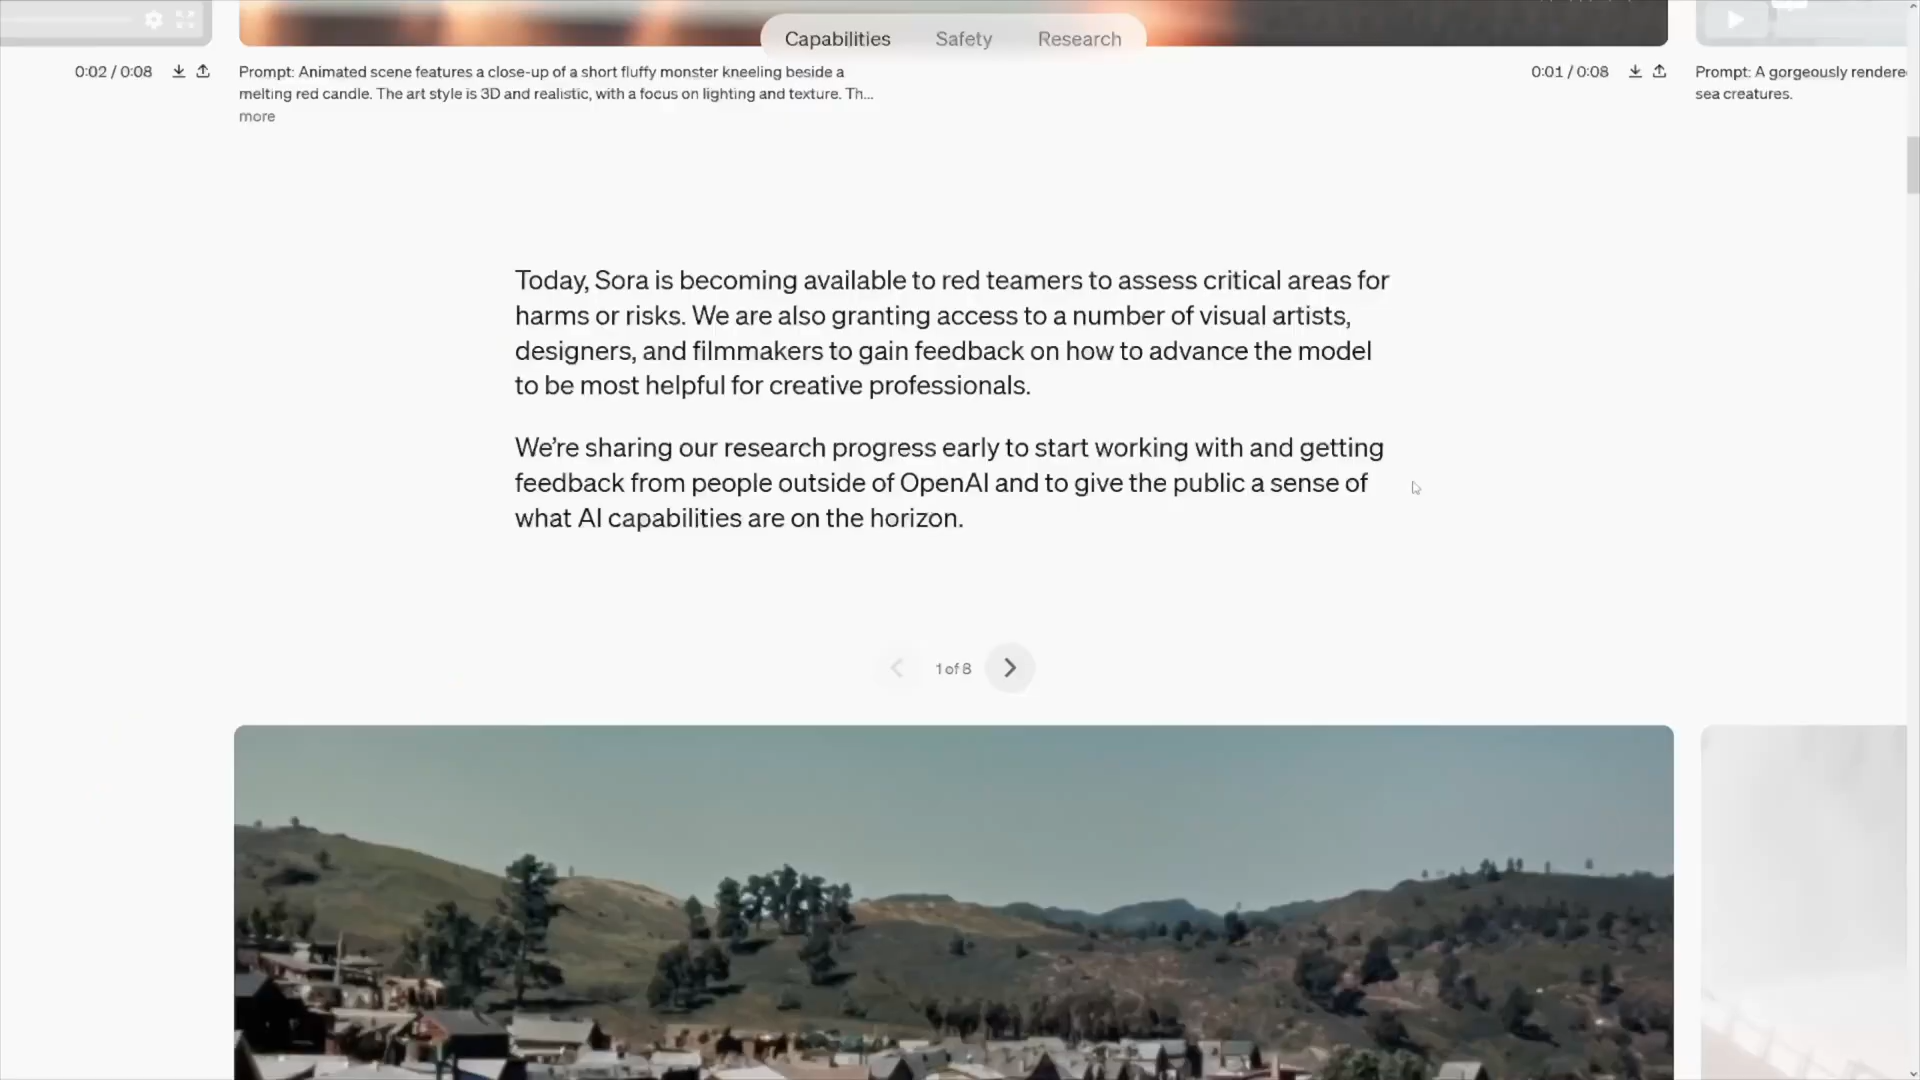 Capabilities Safety Research
0:02 / 0:08
Prompt: Animated scene features a close-up of a short fluffy monster kneeling beside a
melting red candle. The art style is 3D and realistic, with a focus on lighting and texture. Th...
more
0:01 / 0:08
Prompt: A gorgeously rendere
sea creatures.
Today, Sora is becoming available to red teamers to assess critical areas for
harms or risks. We are also granting access to a number of visual artists,
designers, and filmmakers to gain feedback on how to advance the model
to be most helpful for creative professionals.
We’re sharing our research progress early to start working with and getting
feedback from people outside of OpenAI and to give the public a sense of
what AI capabilities are on the horizon.
1 of 8